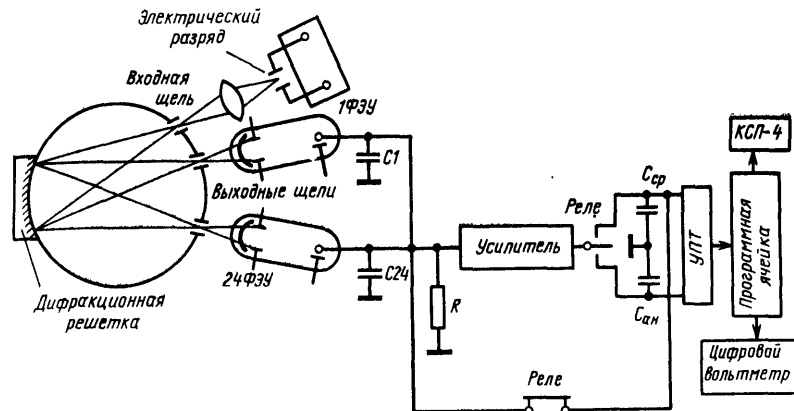 Электрический
разряд
Входная
щель
1ФЭУ
КСП-4
C1
Cср
Выходные щели
Реле
Усилитель
УПТ
Программная
ячейка
24ФЭУ
C24
R
Cан
Дифракционная
решетка
Цифровой
вольтметр
Реле